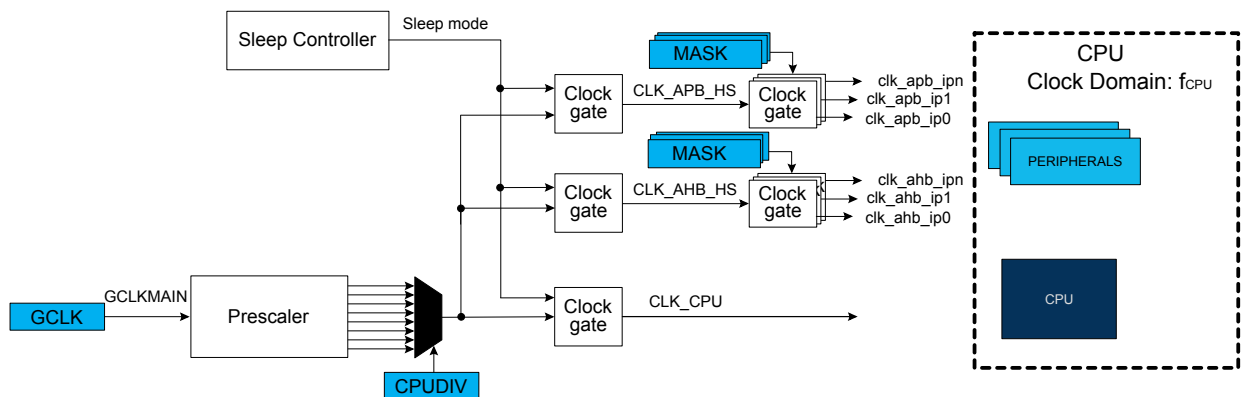 Sleep Controller
Sleep mode
MASK
Clock
gate
CLK_APB_HS
Clock
gate
clk_apb_ipn
clk_apb_ip1
clk_apb_ip0
MASK
Clock
gate
CLK_AHB_HS
Clock
gate
clk_ahb_ipn
clk_ahb_ip1
clk_ahb_ip0
GCLK
GCLKMAIN
Prescaler
CPUDIV
Clock
gate
CLK_CPU
CPU
Clock Domain: fCPU
PERIPHERALS
CPU